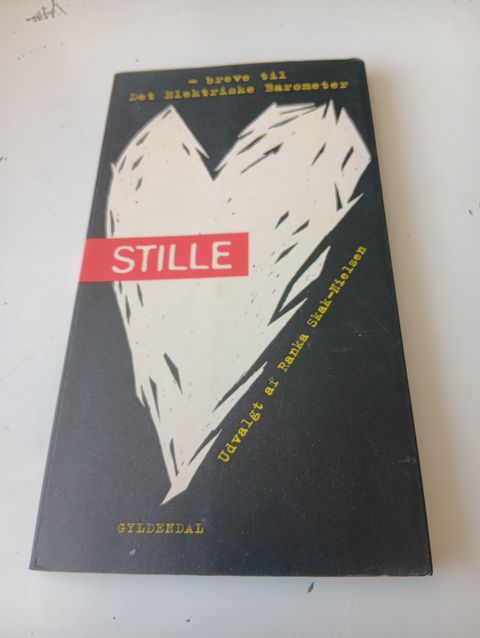 - breve til
Det Elektriske Barometer
STILLE
Udvalgt af Ranka Skak-Nielsen
GYLDENDAL